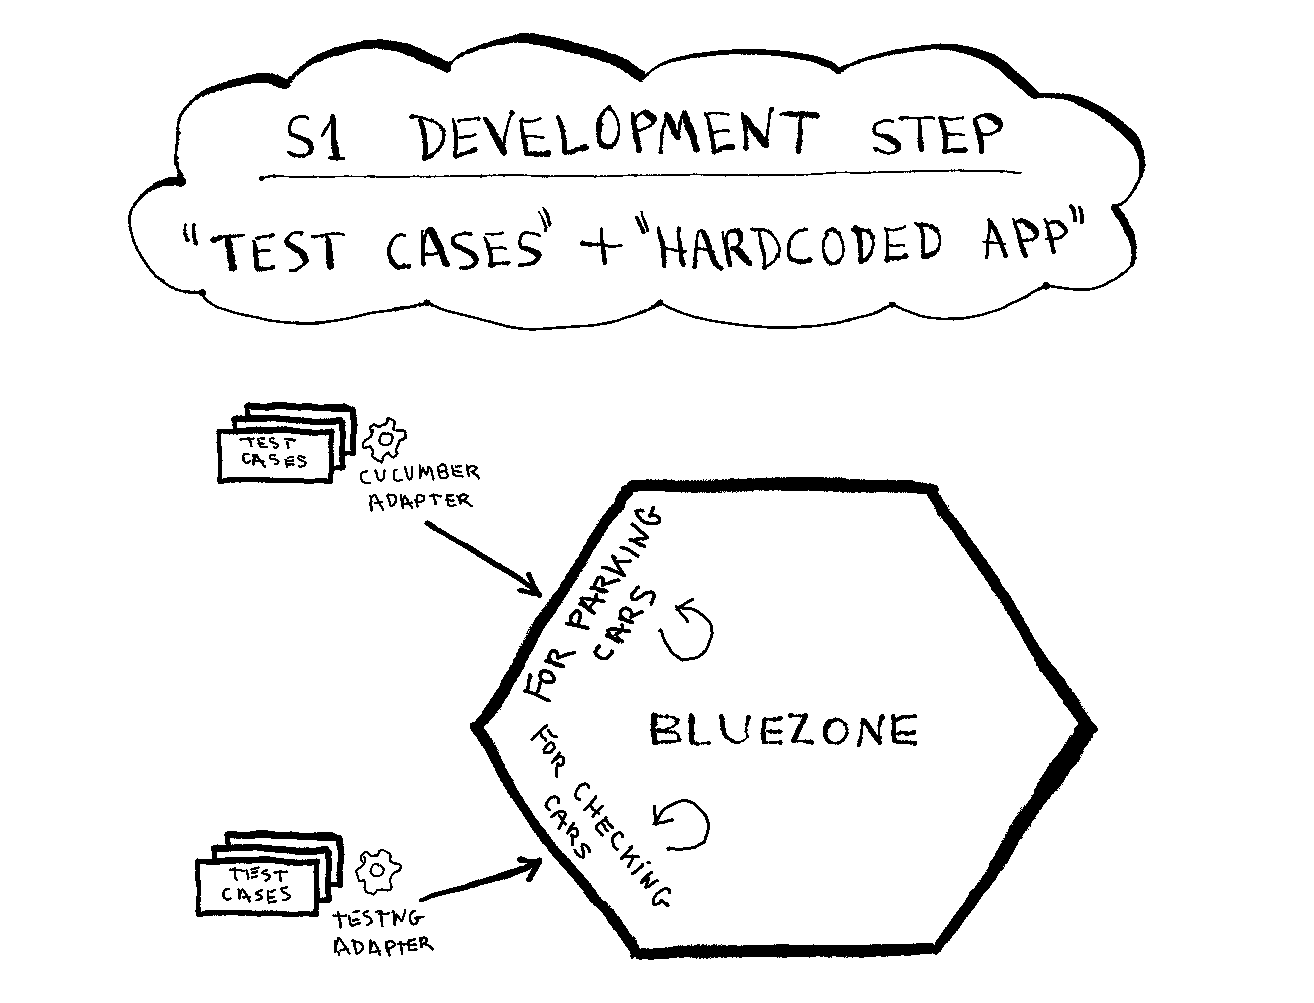 S1 DEVELOPMENT STEP
"TEST CASES" + "HARDCODED APP"
TEST
CASES
CUCUMBER
ADAPTER
FOR PARKING
CARS
BLUEZONE
FOR CHECKING
CARS
TEST
CASES
TESTNG
ADAPTER